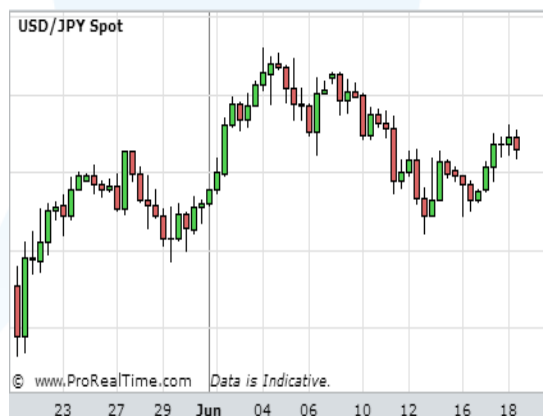 USD/JPY Spot
© www.ProRealTime.com Data is Indicative.
23 27 29 Jun 04 06 10 12 16 18